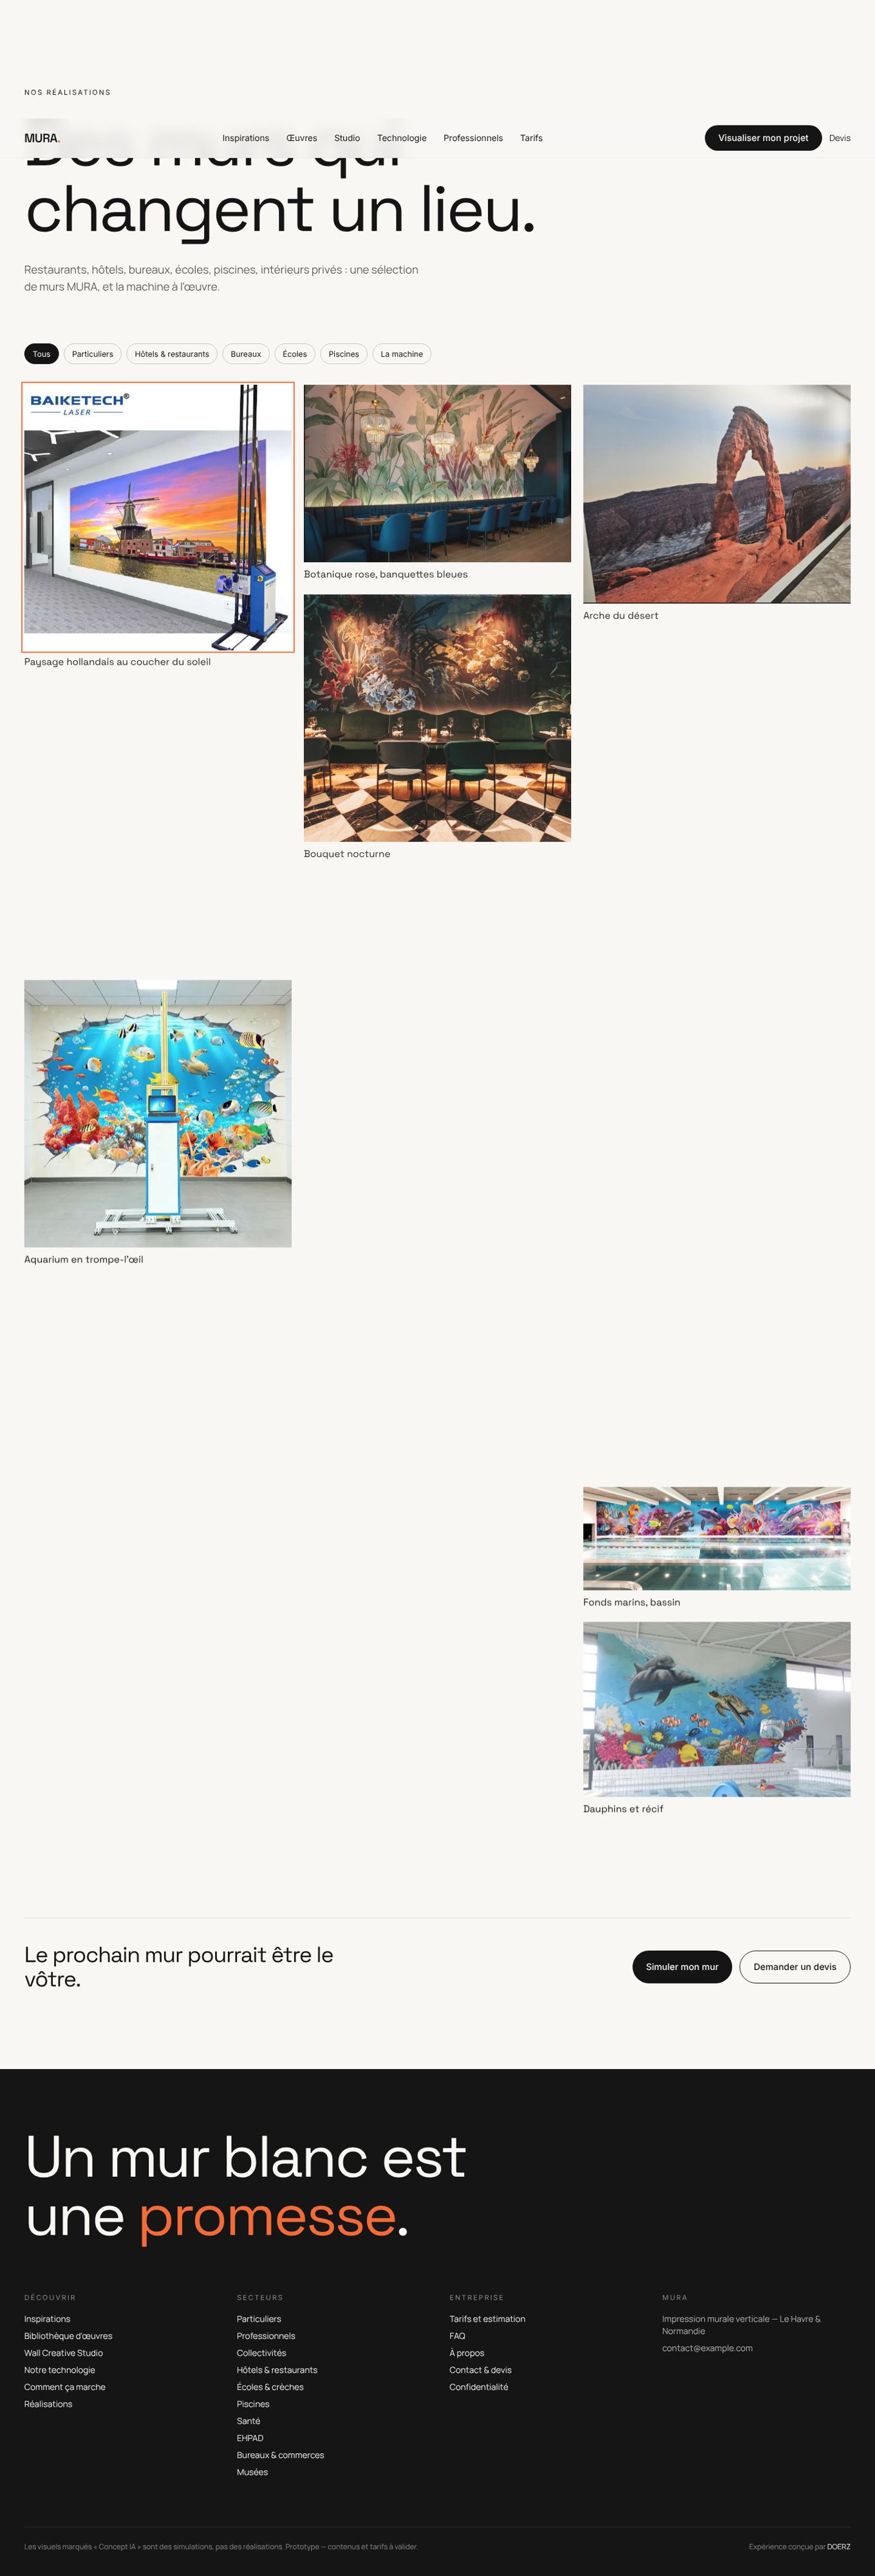 NOS RÉALISATIONS
MURA.
Inspirations
Œuvres
Studio
Technologie
Professionnels
Tarifs
Visualiser mon projet
Devis
Des murs qui
changent un lieu.
Restaurants, hôtels, bureaux, écoles, piscines, intérieurs privés : une sélection
de murs MURA, et la machine à l'œuvre.
Tous
Particuliers
Hôtels & restaurants
Bureaux
Écoles
Piscines
La machine
BAIKETECH®
LASER
Paysage hollandais au coucher du soleil
Botanique rose, banquettes bleues
Arche du désert
Bouquet nocturne
Aquarium en trompe-l'œil
Fonds marins, bassin
Dauphins et récif
Le prochain mur pourrait être le
vôtre.
Simuler mon mur
Demander un devis
Un mur blanc est
une promesse.
DÉCOUVRIR
Inspirations
Bibliothèque d'œuvres
Wall Creative Studio
Notre technologie
Comment ça marche
Réalisations
SECTEURS
Particuliers
Professionnels
Collectivités
Hôtels & restaurants
Écoles & crèches
Piscines
Santé
EHPAD
Bureaux & commerces
Musées
ENTREPRISE
Tarifs et estimation
FAQ
À propos
Contact & devis
Confidentialité
MURA
Impression murale verticale — Le Havre &
Normandie
contact@example.com
Les visuels marqués « Concept IA » sont des simulations, pas des réalisations. Prototype — contenus et tarifs à valider.
Expérience conçue par DOERZ